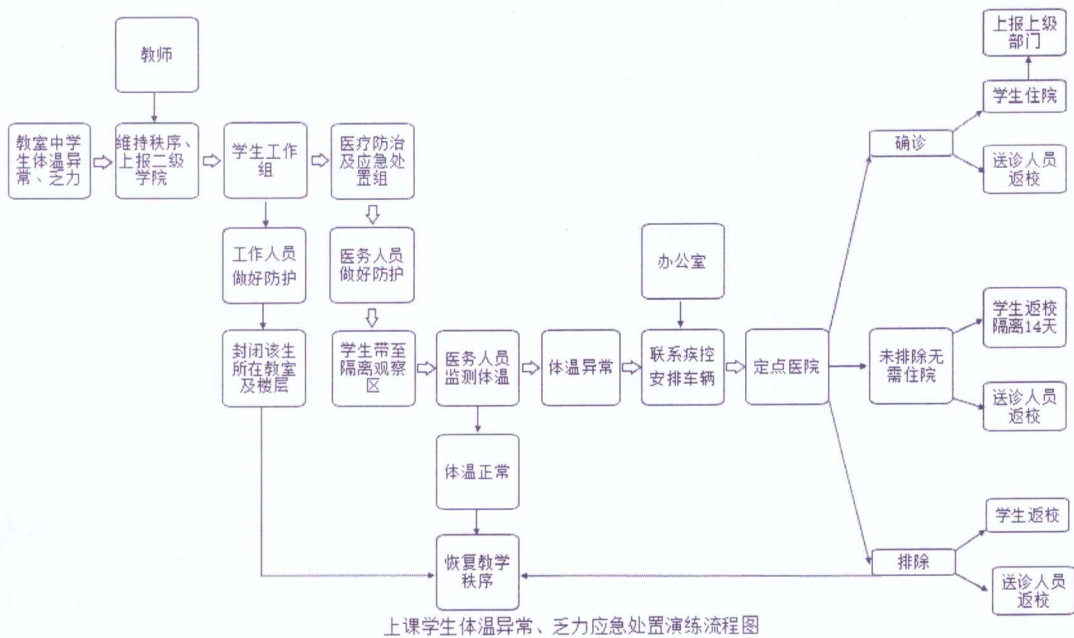 教师
上报上级
部门
学生住院
确诊
送诊人员
返校
教室中学
生体温异
常、乏力
维持秩序、
上报二级
学院
学生工作
组
医疗防治
及应急处
置组
工作人员
做好防护
医务人员
做好防护
办公室
封闭该生
所在教室
及楼层
学生带至
隔离观察
区
医务人员
监测体温
体温异常
联系疾控
安排车辆
定点医院
未排除无
需住院
学生返校
隔离14天
送诊人员
返校
体温正常
恢复教学
秩序
排除
学生返校
送诊人员
返校
上课学生体温异常、乏力应急处置演练流程图